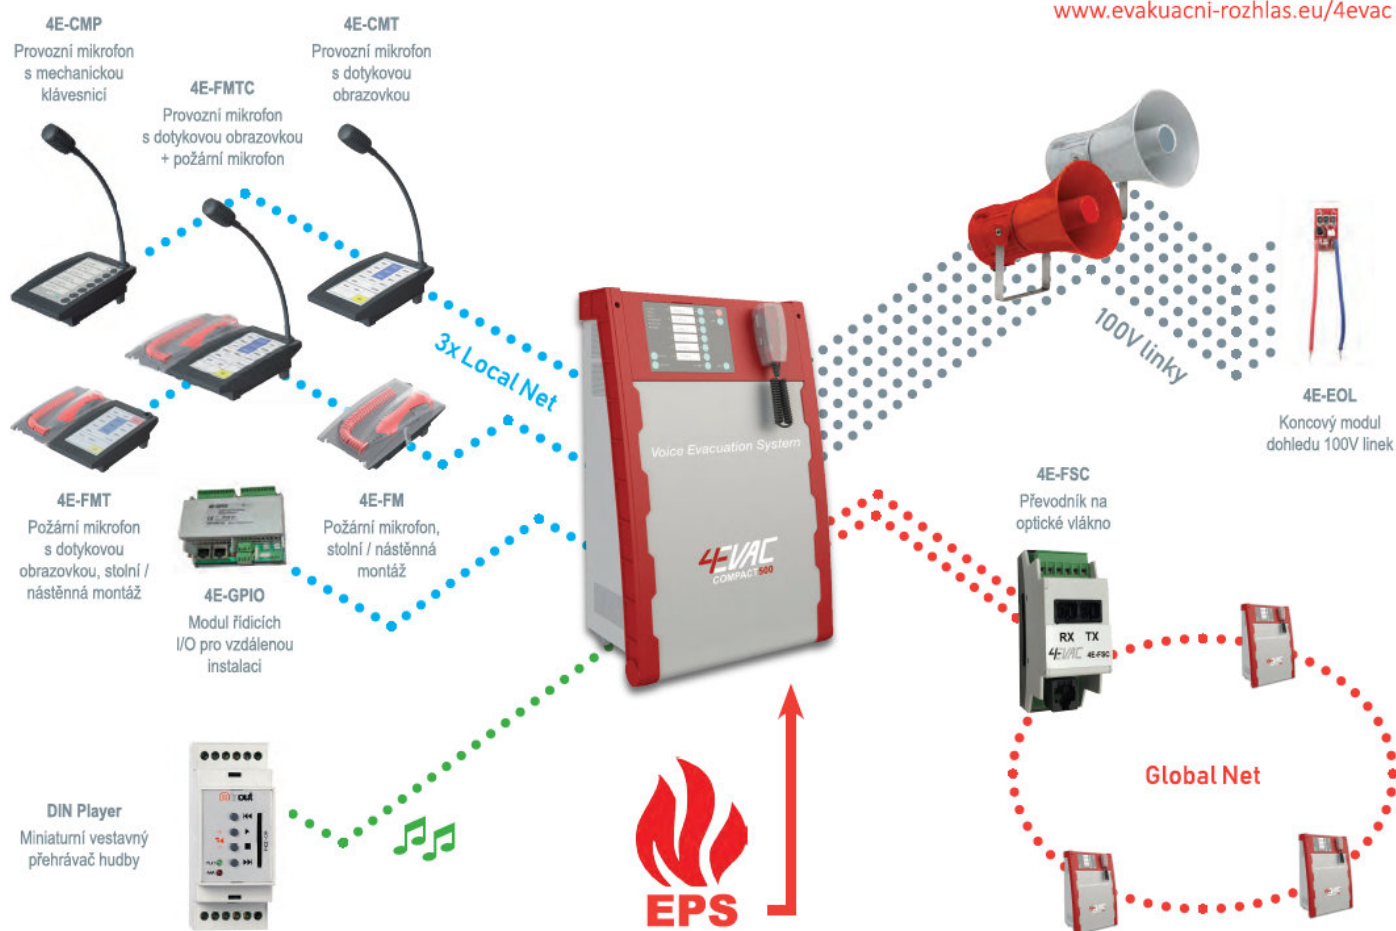 www.evakuacni-rozhlas.eu/4evac
4E-CMP
Provozní mikrofon
s mechanickou
klávesnicí
4E-FMTC
Provozní mikrofon
s dotykovou obrazovkou
+ požární mikrofon
4E-CMT
Provozní mikrofon
s dotykovou
obrazovkou
3x Local Net
100V linky
4E-EOL
Koncový modul
dohledu 100V linek
Voice Evacuation System
4EVAC
COMPACT500
4E-FMT
Požární mikrofon
s dotykovou
obrazovkou, stolní /
nástěnná montáž
4E-GPIO
Modul řídicích
I/O pro vzdálenou
instalaci
4E-FM
Požární mikrofon,
stolní / nástěnná
montáž
4E-FSC
Převodník na
optické vlákno
RX TX
4EVAC 4E-FSC
Global Net
DIN Player
Miniaturní vestavný
přehrávač hudby
EPS